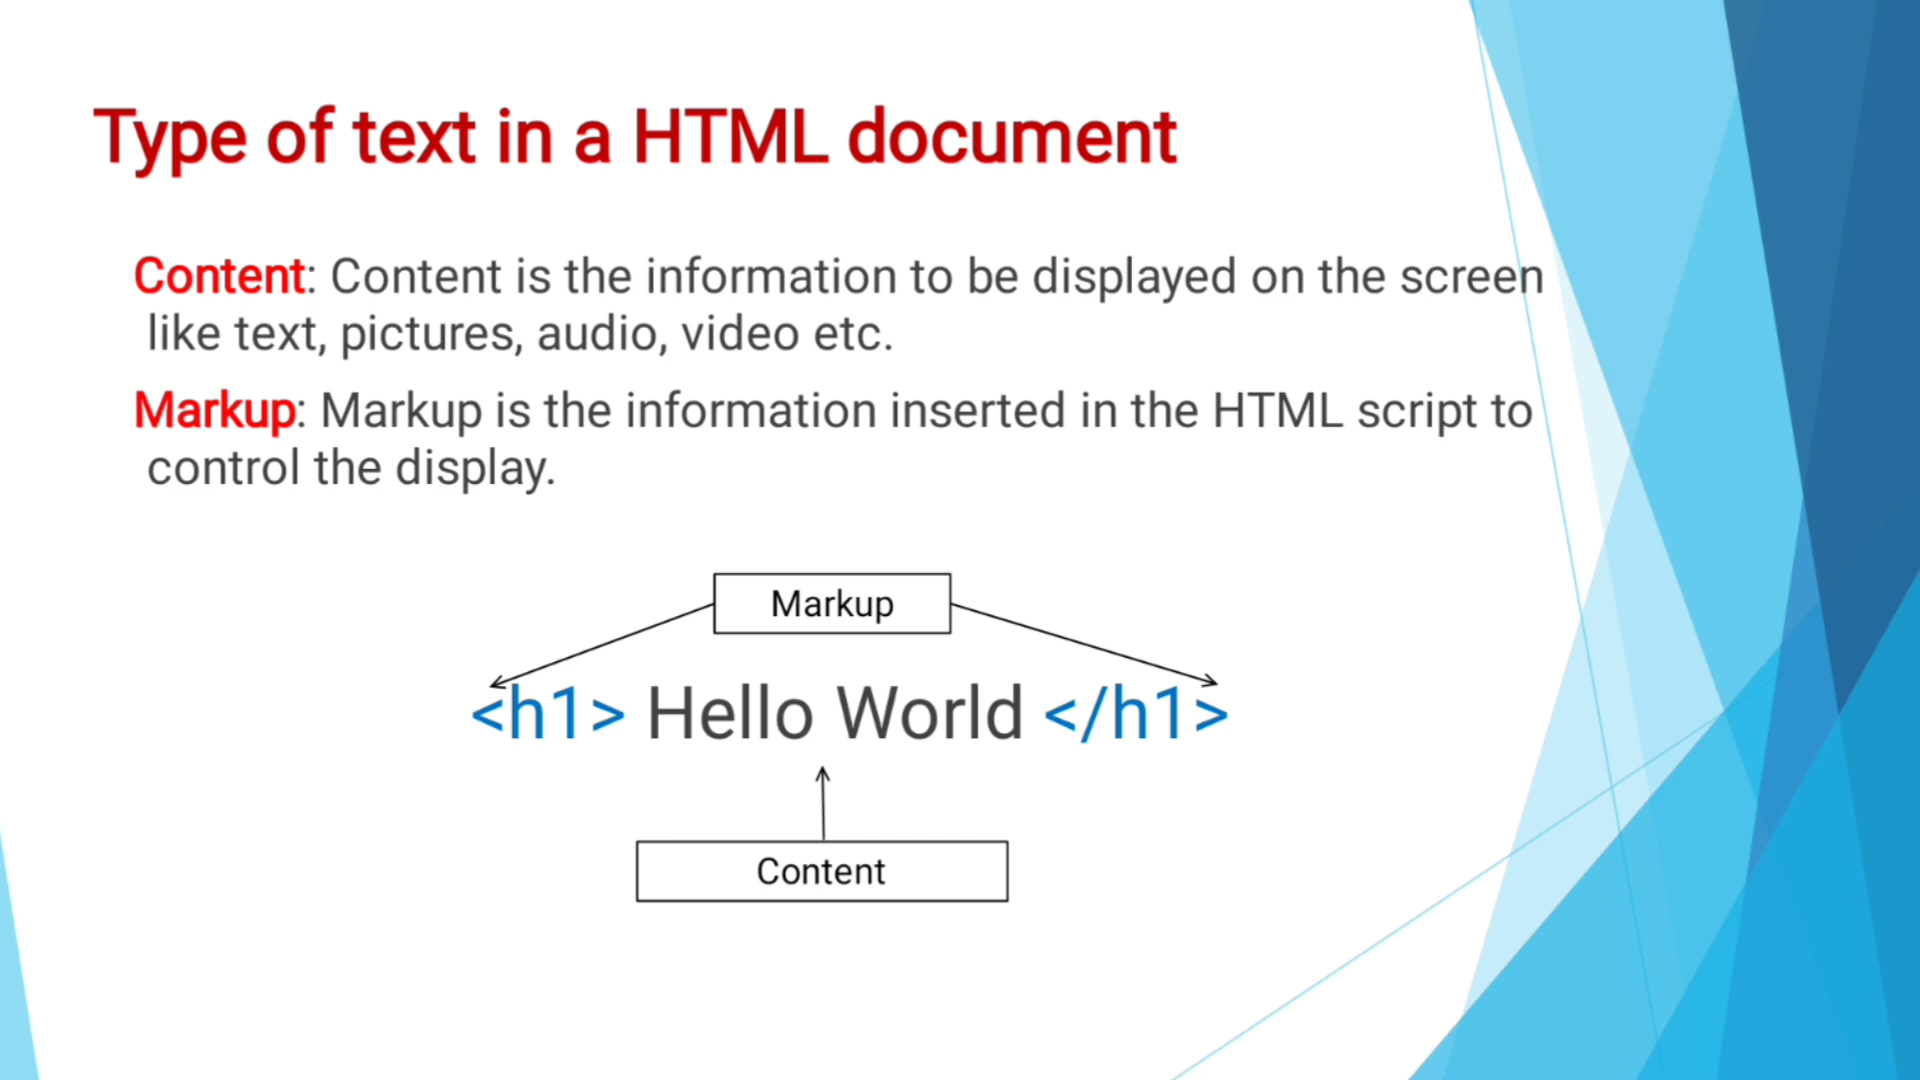 Type of text in a HTML document
Content: Content is the information to be displayed on the screen
like text, pictures, audio, video etc.
Markup: Markup is the information inserted in the HTML script to
control the display.
Markup
<h1> Hello World </h1>
Content